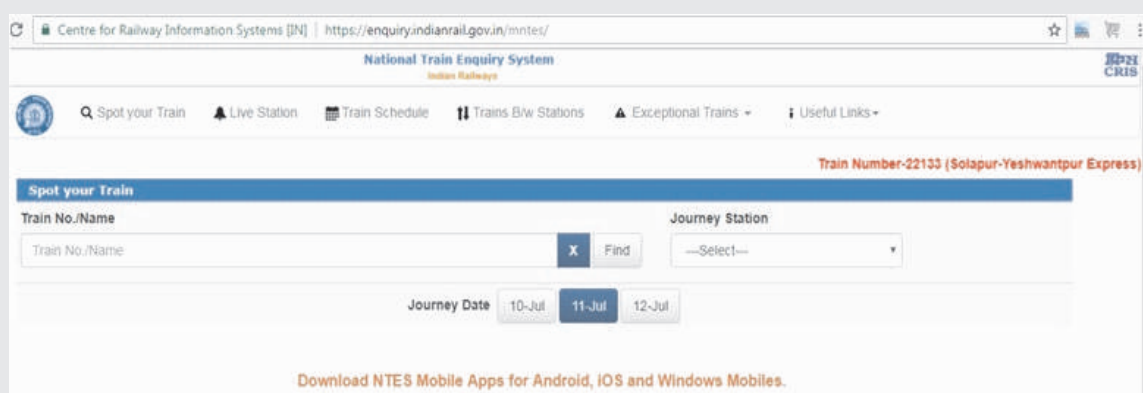 Centre for Railway Information Systems [IN] | https://enquiry.indianrail.gov.in/mntes/
National Train Enquiry System
Indian Railways
क्रिस
CRIS
Spot your Train Live Station Train Schedule Trains B/w Stations Exceptional Trains Useful Links
Train Number-22133 (Solapur-Yeshwantpur Express)
Spot your Train
Train No./Name Journey Station
Train No./Name X Find ---Select---
Journey Date 10-Jul 11-Jul 12-Jul
Download NTES Mobile Apps for Android, iOS and Windows Mobiles.